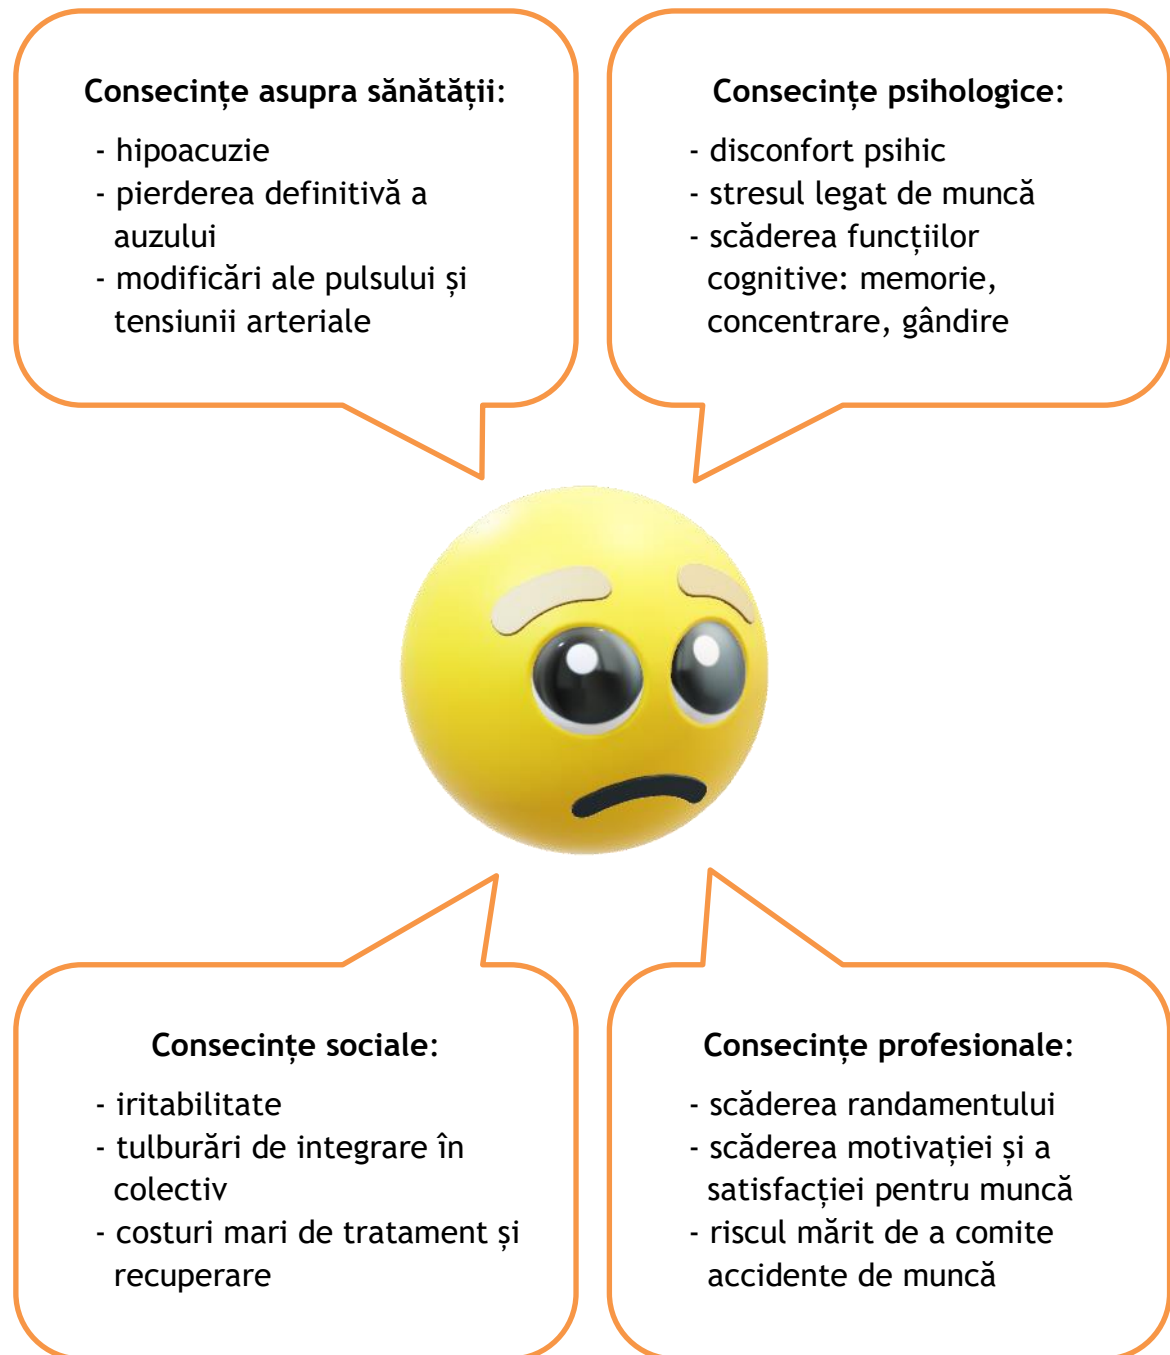 Consecințe asupra sănătății:
- hipoacuzie
- pierderea definitivă a
auzului
- modificări ale pulsului și
tensiunii arteriale
Consecințe psihologice:
- disconfort psihic
- stresul legat de muncă
- scăderea funcțiilor
cognitive: memorie,
concentrare, gândire
Consecințe sociale:
- iritabilitate
- tulburări de integrare în
colectiv
- costuri mari de tratament și
recuperare
Consecințe profesionale:
- scăderea randamentului
- scăderea motivației și a
satisfacției pentru muncă
- riscul mărit de a comite
accidente de muncă